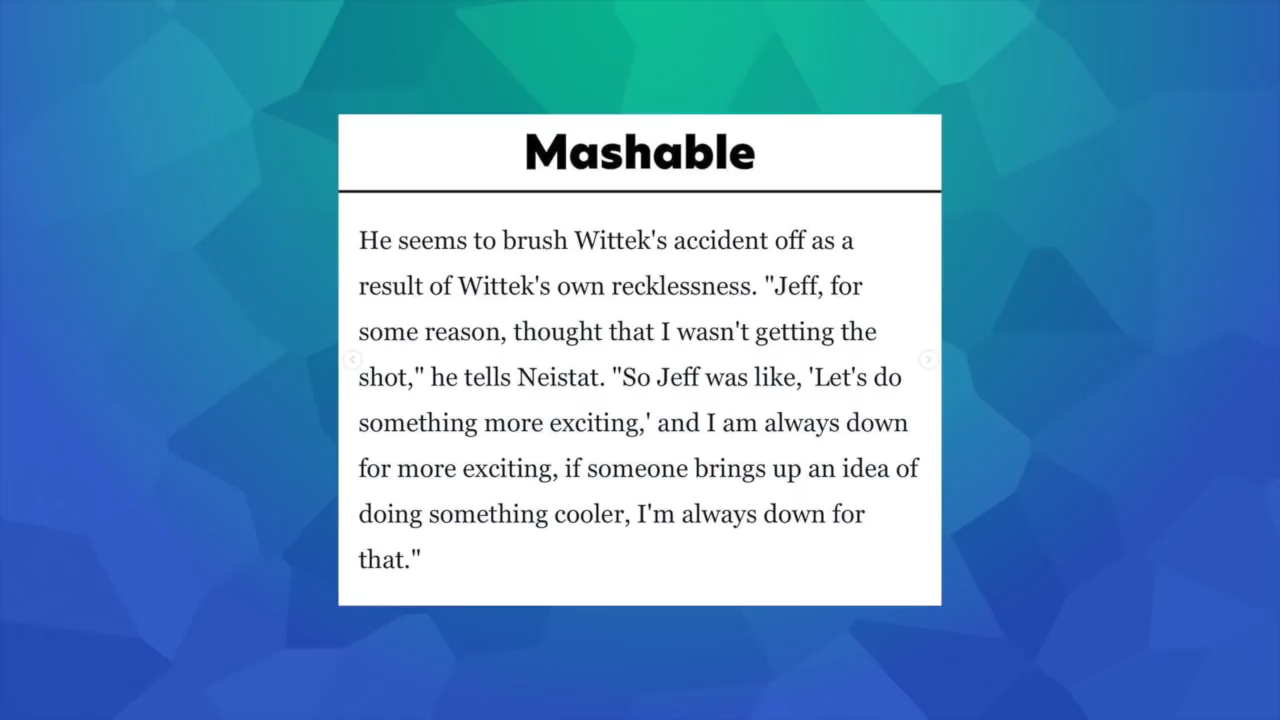 Mashable
He seems to brush Wittek's accident off as a
result of Wittek's own recklessness. "Jeff, for
some reason, thought that I wasn't getting the
shot," he tells Neistat. "So Jeff was like, 'Let's do
something more exciting,' and I am always down
for more exciting, if someone brings up an idea of
doing something cooler, I'm always down for
that."